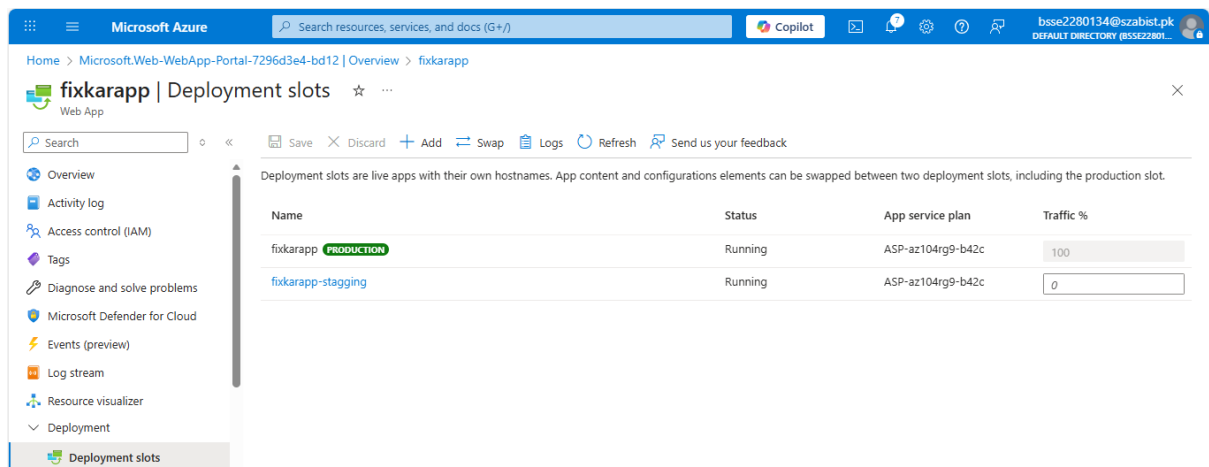 Microsoft Azure
Search resources, services, and docs (G+/)
Copilot
7
bsse2280134@szabist.pk
DEFAULT DIRECTORY (BSSE22801...
Home > Microsoft.Web-WebApp-Portal-7296d3e4-bd12 | Overview > fixkarapp
fixkarapp | Deployment slots
Web App
Search
Save Discard Add Swap Logs Refresh Send us your feedback
Overview
Activity log
Access control (IAM)
Tags
Diagnose and solve problems
Microsoft Defender for Cloud
Events (preview)
Log stream
Resource visualizer
Deployment
Deployment slots
Deployment slots are live apps with their own hostnames. App content and configurations elements can be swapped between two deployment slots, including the production slot.
Name Status App service plan Traffic %
fixkarapp PRODUCTION Running ASP-az104rg9-b42c 100
fixkarapp-stagging Running ASP-az104rg9-b42c 0